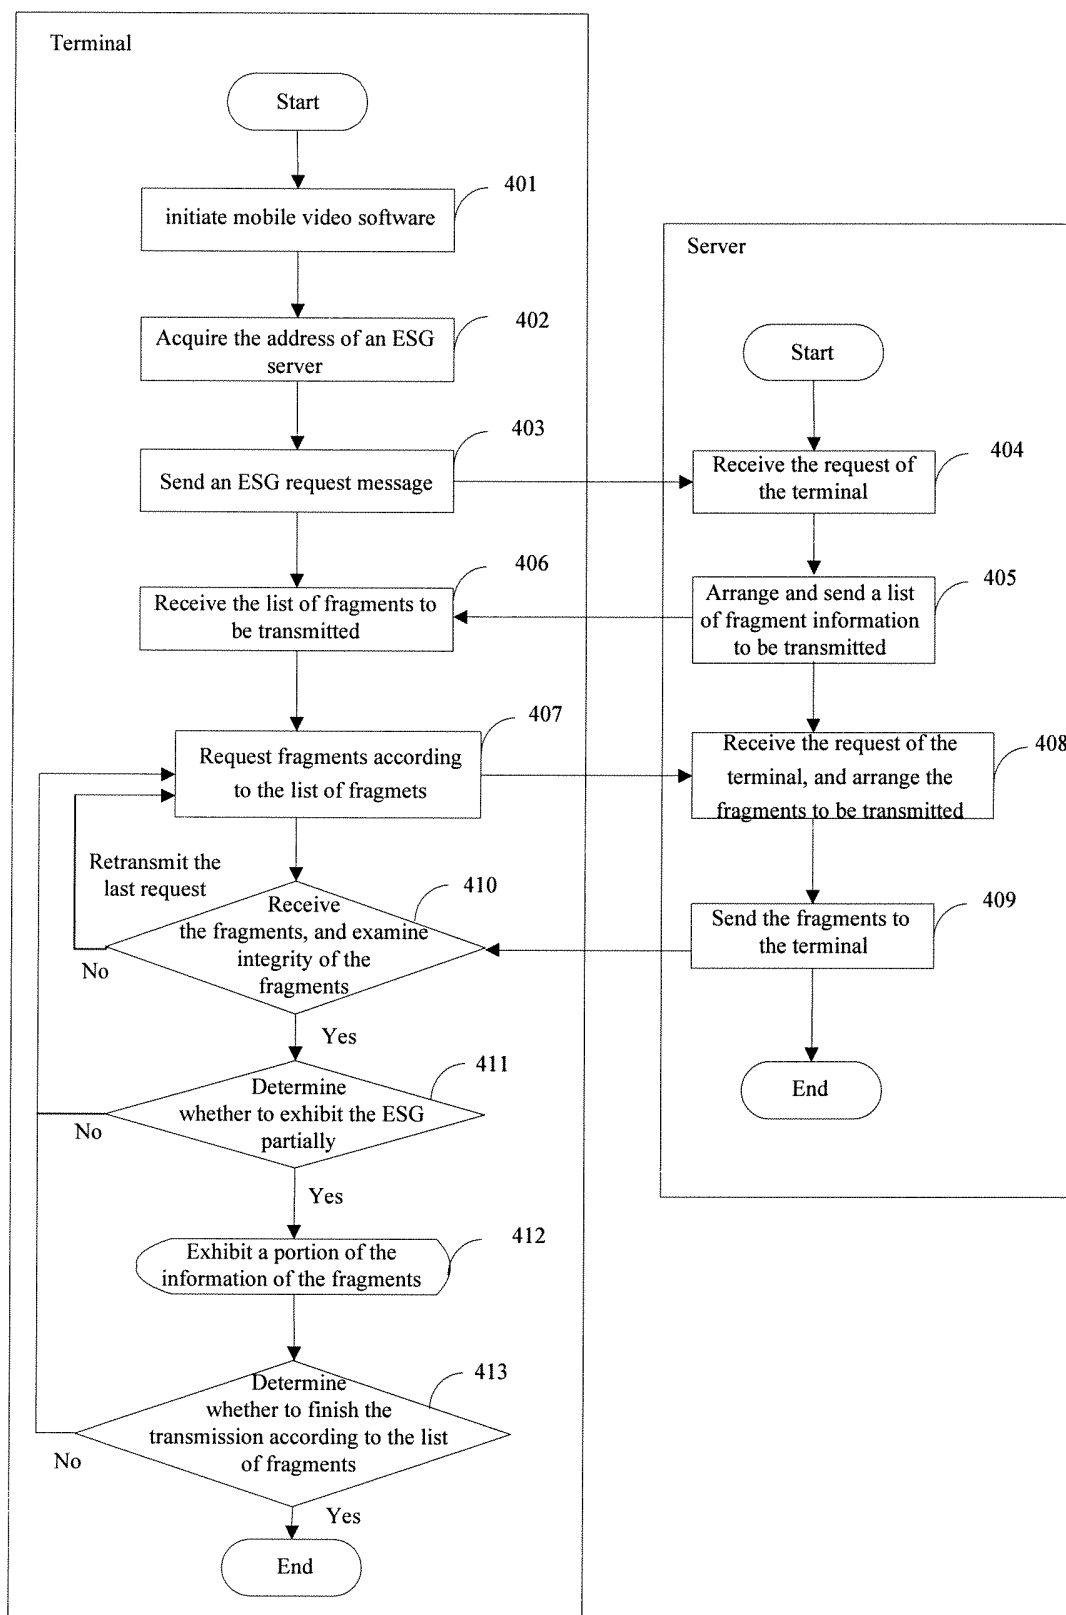 Terminal
Start
401
initiate mobile video software
402
Acquire the address of an ESG
server
403
Send an ESG request message
406
Receive the list of fragments to
be transmitted
407
Request fragments according
to the list of fragmets
Retransmit the
last request
410
Receive
the fragments, and examine
integrity of the
fragments
No
Yes
411
Determine
whether to exhibit the ESG
partially
No
Yes
412
Exhibit a portion of the
information of the fragments
413
Determine
whether to finish the
transmission according to the list
of fragments
No
Yes
End
Server
Start
404
Receive the request of
the terminal
405
Arrange and send a list
of fragment information
to be transmitted
408
Receive the request of the
terminal, and arrange the
fragments to be transmitted
409
Send the fragments to
the terminal
End